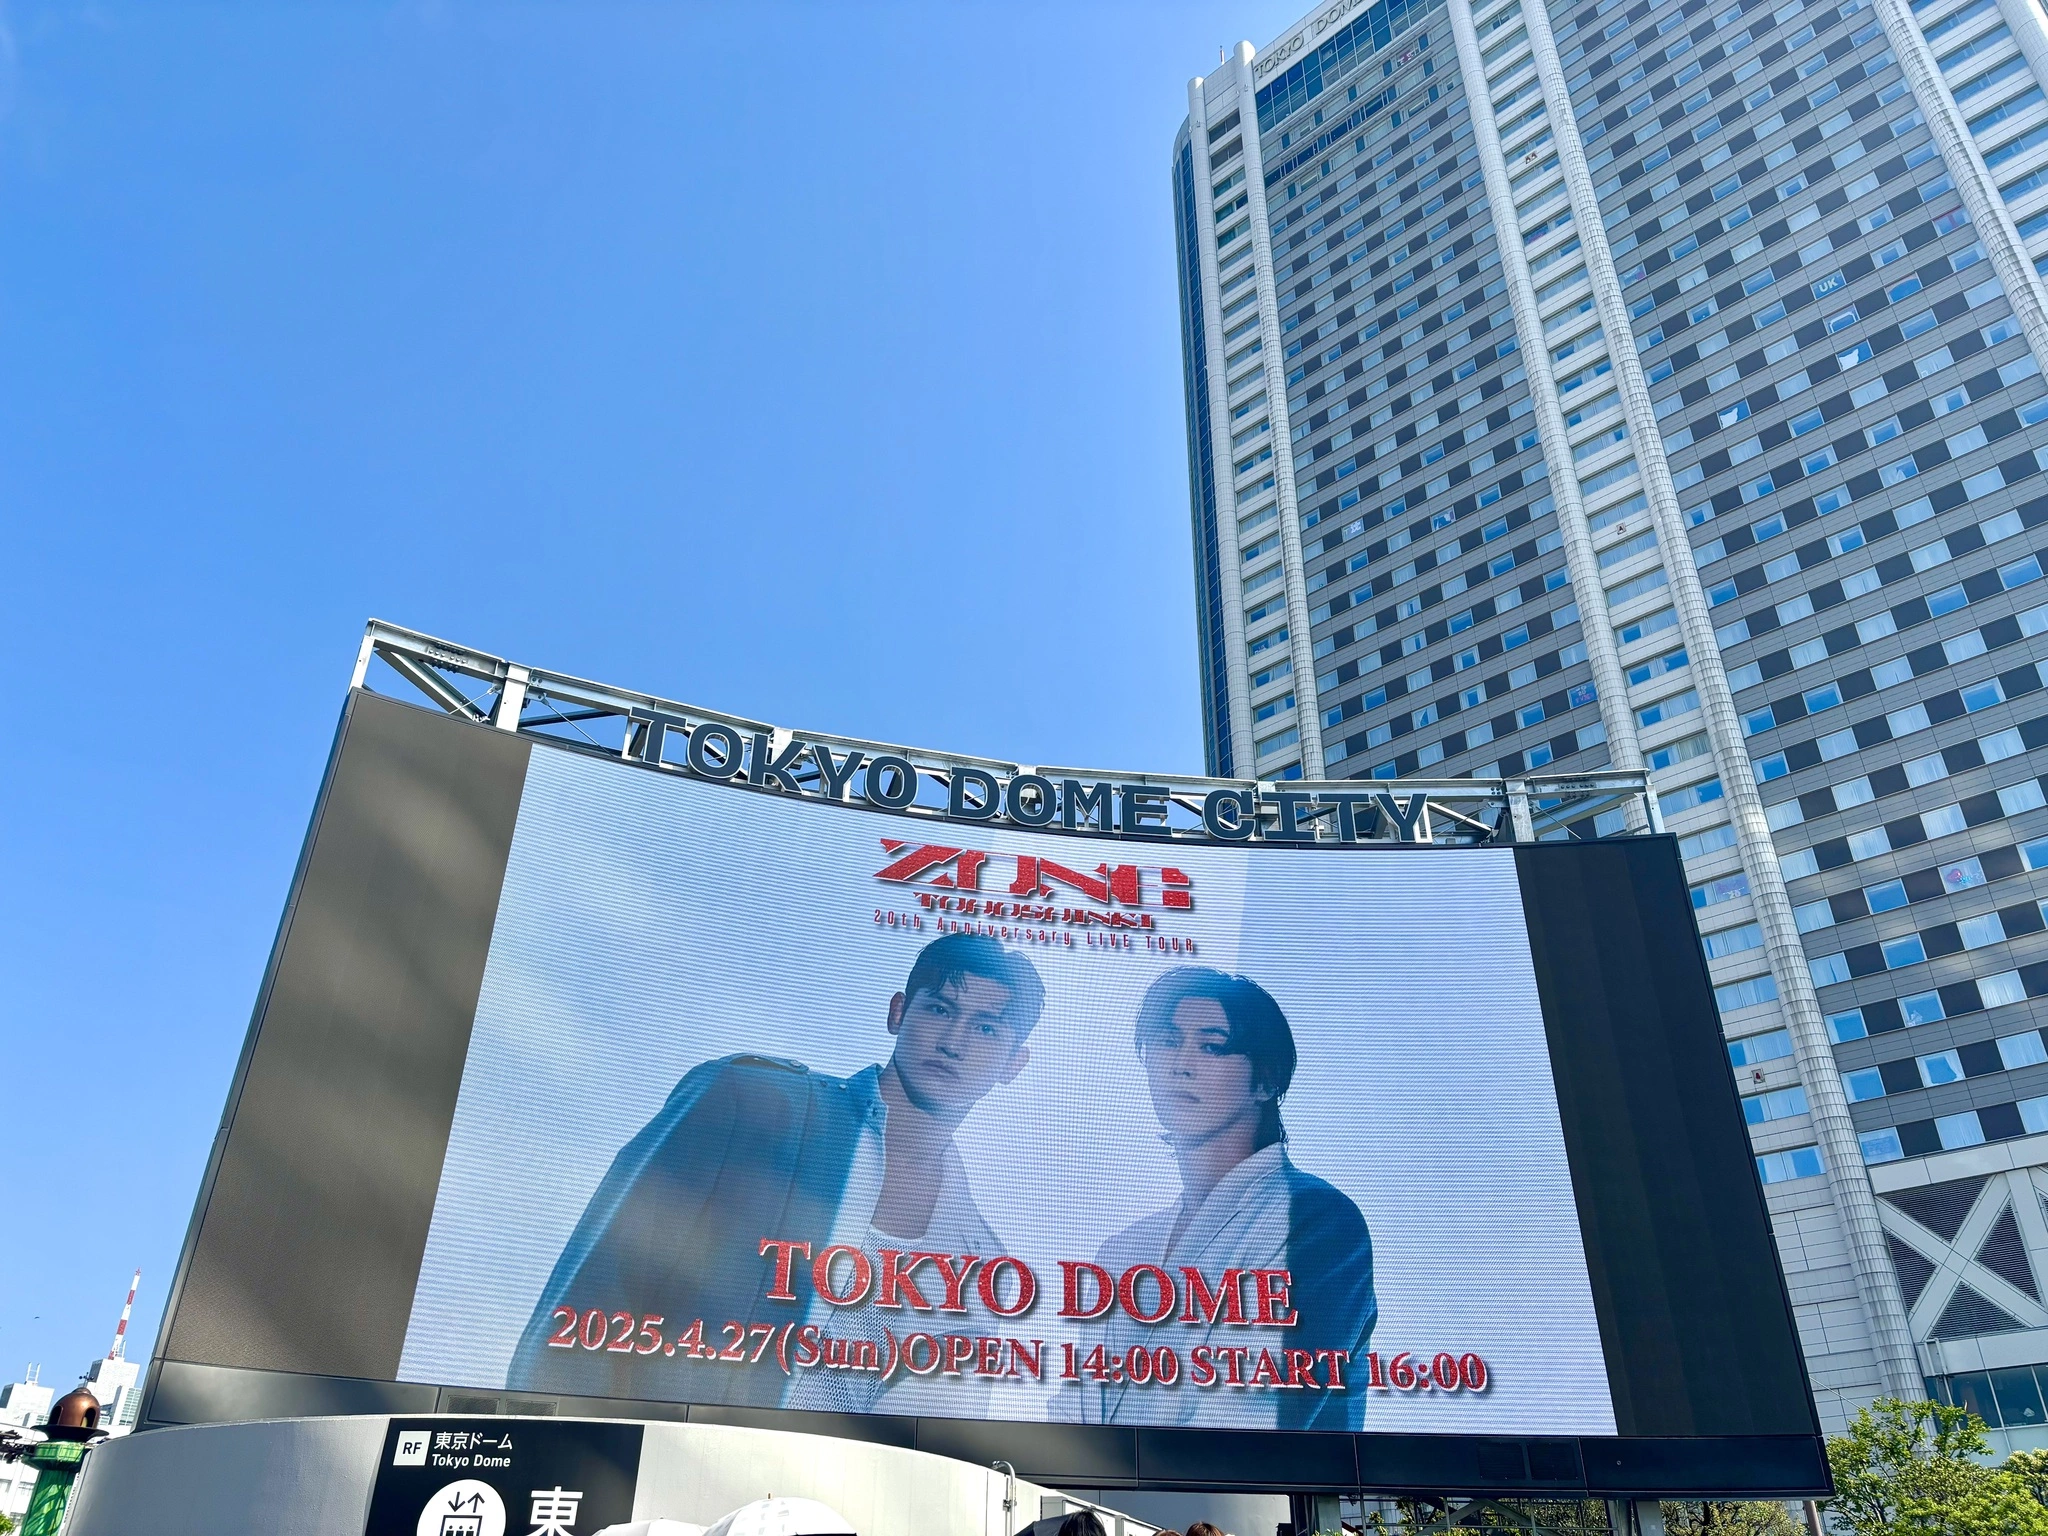 TOKYO DOME
UK
TOKYO DOME CITY
ZONE
TOHOSHINKI
20th Anniversary LIVE TOUR
TOKYO DOME
2025.4.27(Sun)OPEN 14:00 START 16:00
RF 東京ドーム
Tokyo Dome
東